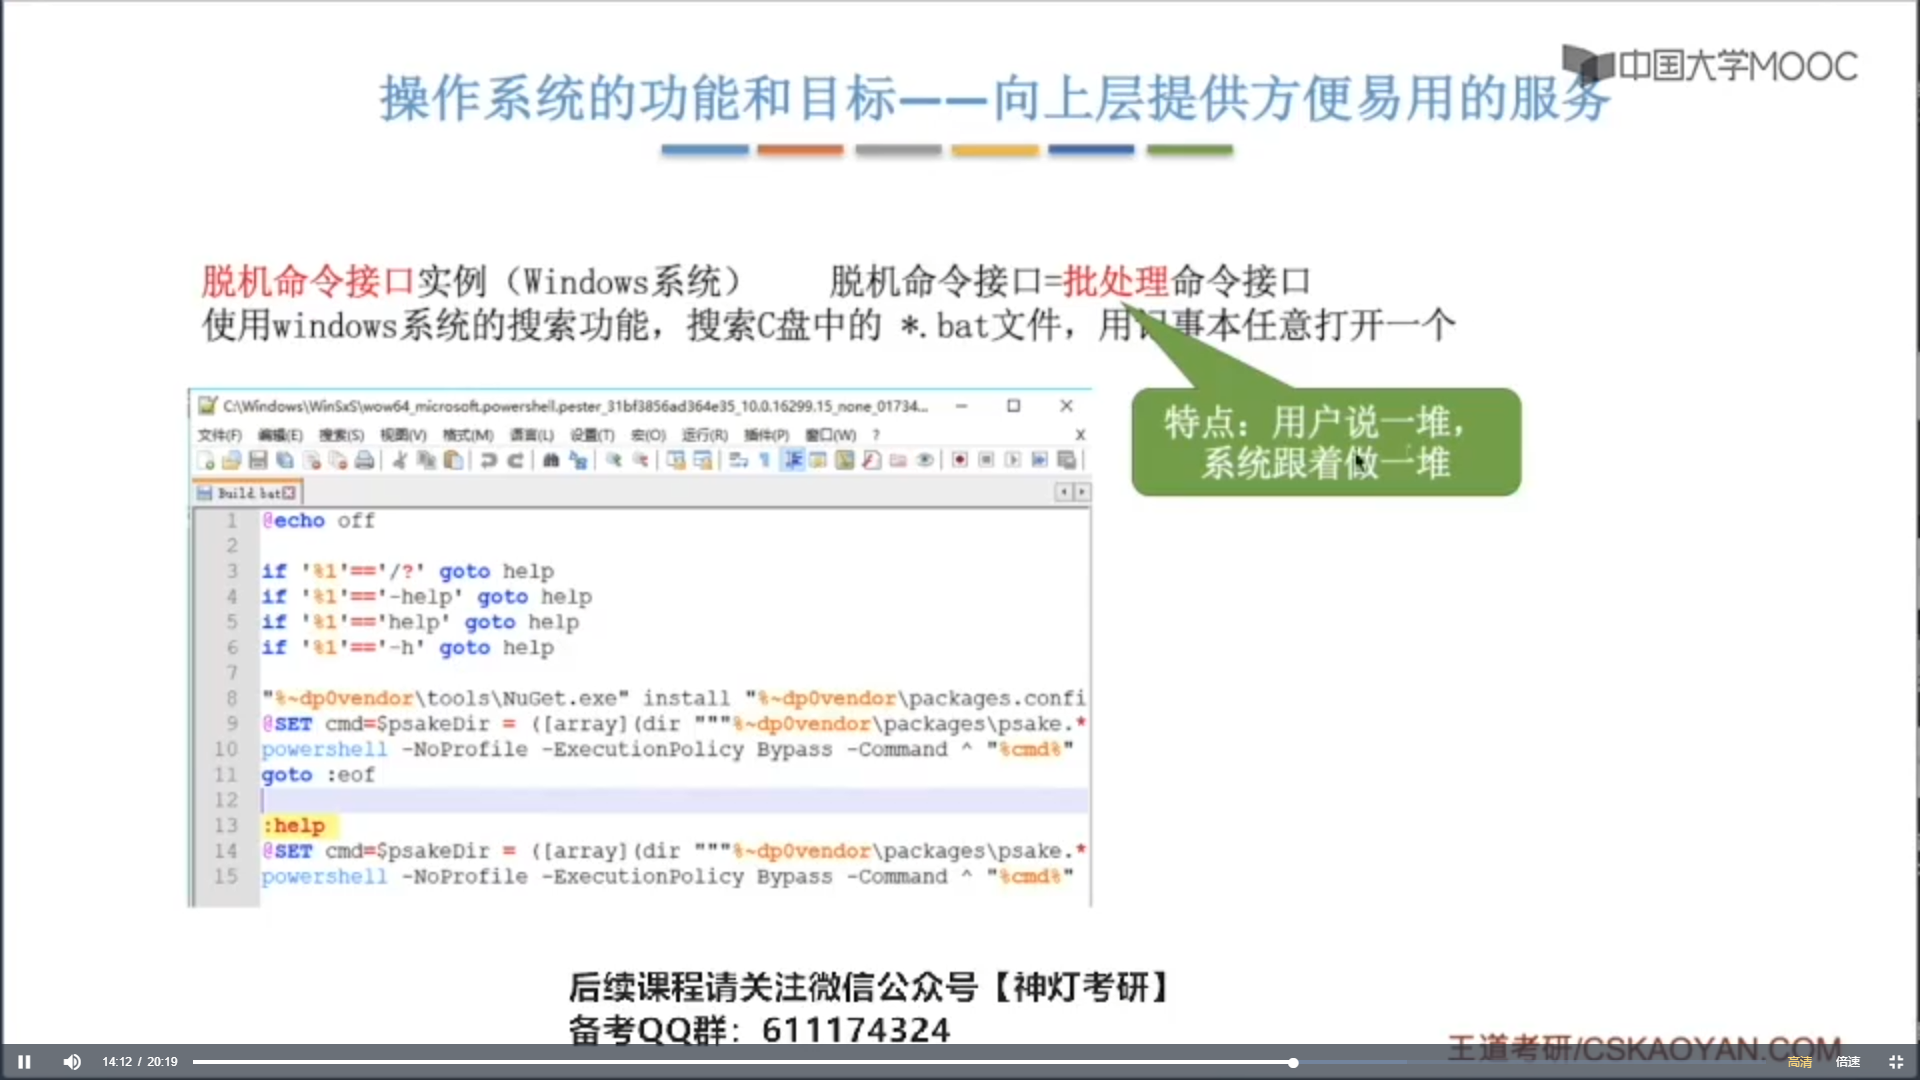 中国大学MOOC
操作系统的功能和目标——向上层提供方便易用的服务
脱机命令接口实例（Windows系统） 脱机命令接口=批处理命令接口
使用windows系统的搜索功能，搜索C盘中的 *.bat文件，用记事本任意打开一个
特点：用户说一堆，
系统跟着做一堆
C:\Windows\WinSxS\wow64_microsoft.powershell.pester_31bf3856ad364e35_10.0.16299.15_none_01734...
文件(F) 编辑(E) 搜索(S) 视图(V) 格式(M) 语言(L) 设置(T) 宏(O) 运行(R) 插件(P) 窗口(W) ? X
Build.bat
1 @echo off
2
3 if '%1'=='/?' goto help
4 if '%1'=='-help' goto help
5 if '%1'=='help' goto help
6 if '%1'=='-h' goto help
7
8 "%~dp0vendor\tools\NuGet.exe" install "%~dp0vendor\packages.confi
9 @SET cmd=$psakeDir = ([array](dir """%~dp0vendor\packages\psake.*
10 powershell -NoProfile -ExecutionPolicy Bypass -Command ^ "%cmd%"
11 goto :eof
12
13 :help
14 @SET cmd=$psakeDir = ([array](dir """%~dp0vendor\packages\psake.*
15 powershell -NoProfile -ExecutionPolicy Bypass -Command ^ "%cmd%"
后续课程请关注微信公众号【神灯考研】
备考QQ群：611174324
王道考研/CSKAOYAN.COM
14:12 / 20:19 高清 倍速